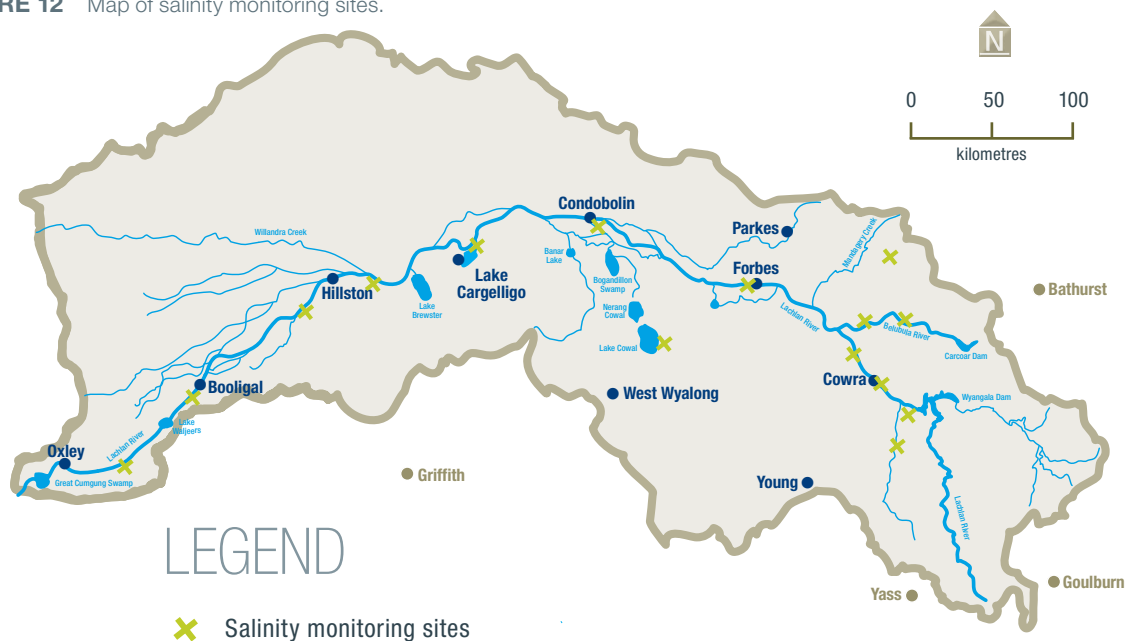 RE 12 Map of salinity monitoring sites.
N
0 50 100
kilometres
Condobolin
Parkes
Mandagery Creek
Willandra Creek
Banar
Lake
Forbes
Bathurst
Lake
Cargelligo
Bogandillon
Swamp
Hillston
Lake
Brewster
Nerang
Cowal
Lachlan River
Belubula River
Lake Cowal
Carcoar Dam
Booligal
Cowra
West Wyalong
Wyangala Dam
Lake
Waljeers
Lachlan River
Oxley
Great Cumgung Swamp
Griffith
Young
Lachlan River
LEGEND
Yass
Goulburn
Salinity monitoring sites